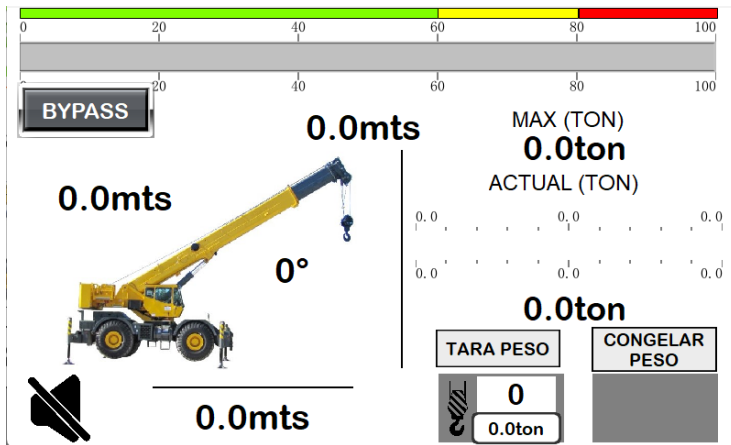 0 20 40 60 80 100
0 20 40 60 80 100
BYPASS
0.0mts
MAX (TON)
0.0ton
0.0mts
ACTUAL (TON)
0.0 0.0 0.0
0°
0.0 0.0 0.0
0.0ton
TARA PESO
CONGELAR
PESO
0
0.0mts
0.0ton